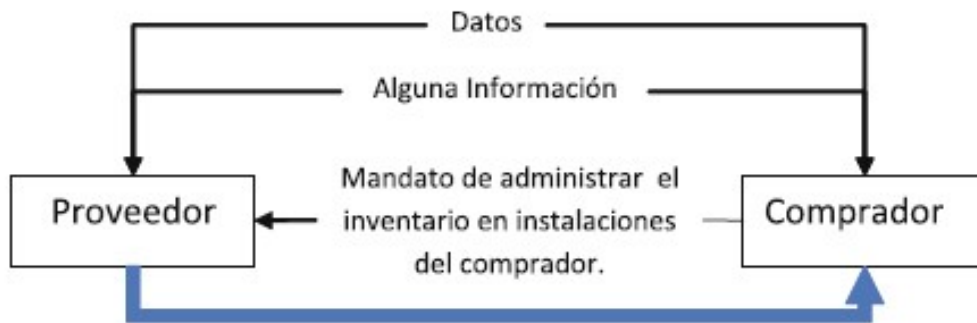 Datos
Alguna Información
Proveedor
Mandato de administrar el
inventario en instalaciones
del comprador.
Comprador